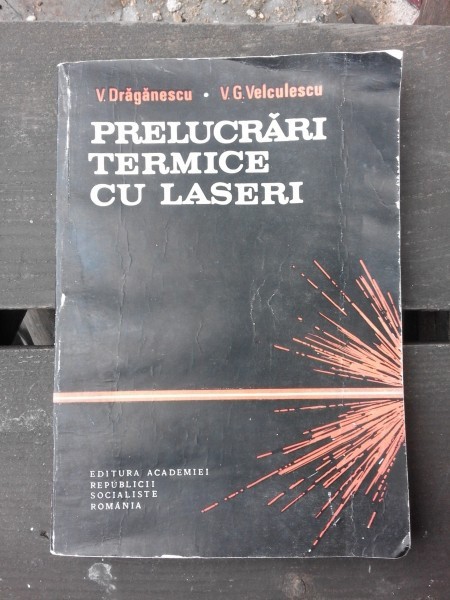 V. Drăgănescu • V. G. Velculescu
PRELUCRĂRI
TERMICE
CU LASERI
EDITURA ACADEMIEI
REPUBLICII
SOCIALISTE
ROMÂNIA